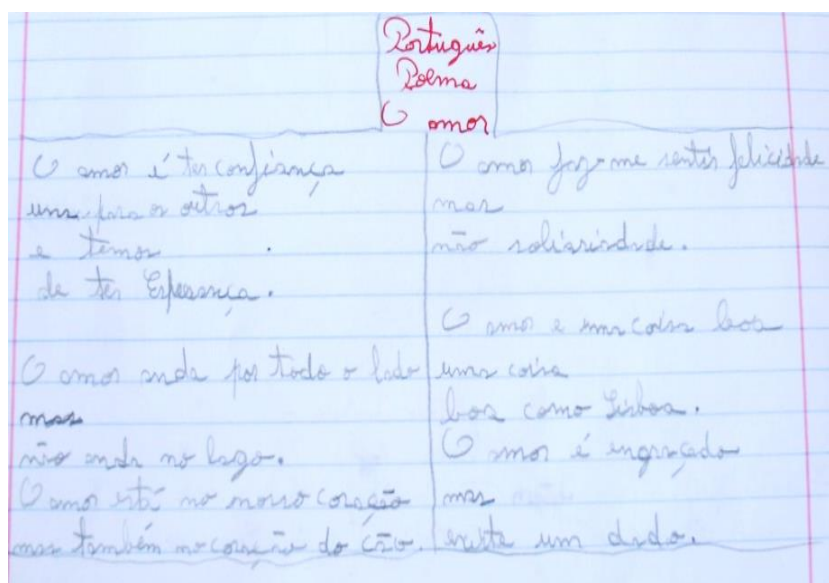 Português
Poema
O amor
O amor é ter confiança
uns para os outros
e temos
de ter Esperança.
O amor anda por todo o lado
mas
não anda no lago.
O amor está no nosso coração
mas também no coração do cão.
O amor faz-me sentir felicidade
mas
não
O amor e uma coisa boa
uma coisa
boa como Lisboa.
O amor é engraçado
mas
existe um dado.